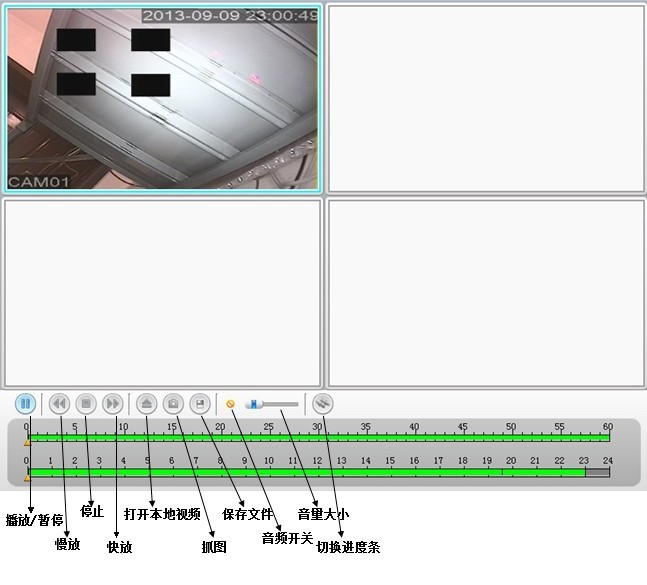 2013-09-09 23:00:49
CAM01
0 5 10 15 20 25 30 35 40 45 50 55 60
0 1 2 3 4 5 6 7 8 9 10 11 12 13 14 15 16 17 18 19 20 21 22 23 24
播放/暂停
停止
打开本地视频
保存文件
音量大小
慢放
快放
抓图
音频开关
切换进度条